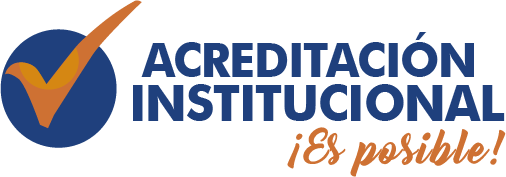 ACREDITACIÓN
INSTITUCIONAL
¡Es posible!